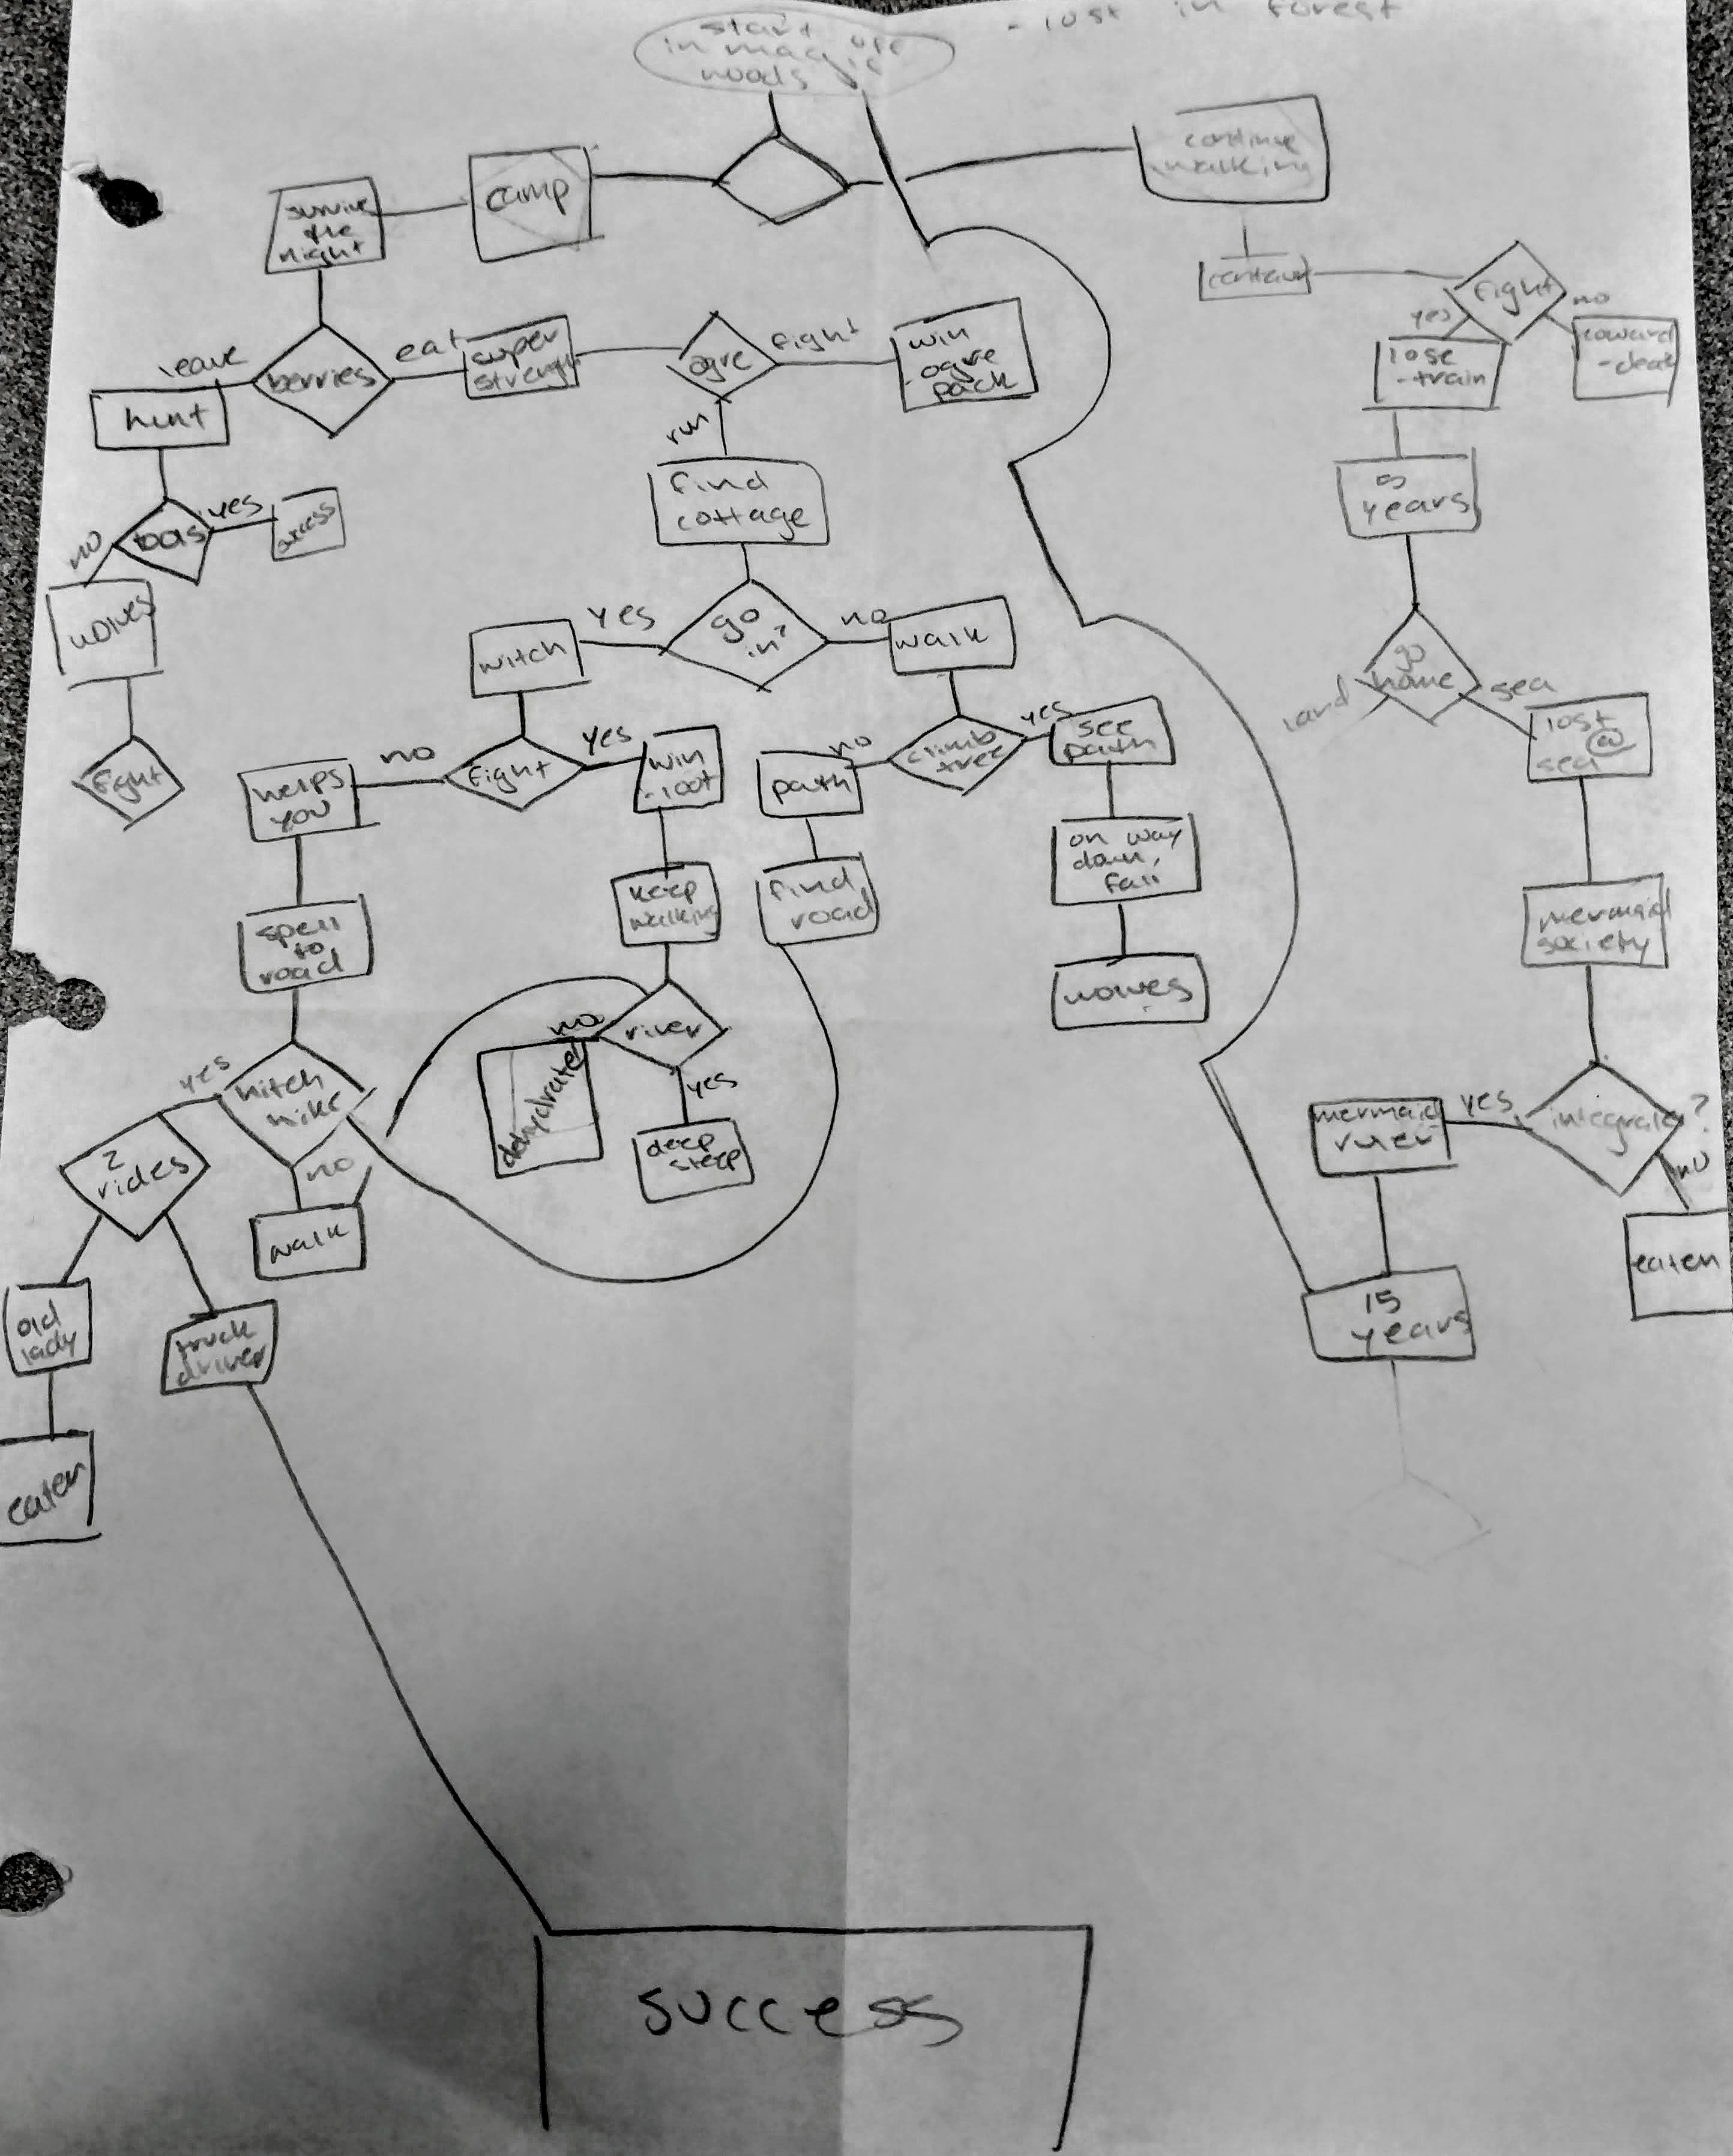 - lost in forest
start off
in magic
woods
continue
walking
camp
survive
the
night
centaur
fight
yes
no
lose
- train
coward
- death
leave
berries
eat
super
strength
ogre
fight
win
- ogre
pack
run
hunt
find
cottage
years
yes
success
no
wolves
fight
yes
go
in?
no
witch
walk
go
home
land
sea
lost
@
sea
no
fight
yes
win
- loot
helps
you
no
climb
tree
yes
path
see
path
keep
walking
find
road
on way
down,
fall
spell
to
road
wolves
mermaid
society
no
river
yes
dehydrated
deep
steep
yes
hitch
hike
no
walk
2
rides
old
lady
truck
driver
eaten
mermaid
ruler
yes
integrate?
no
eaten
15
years
success